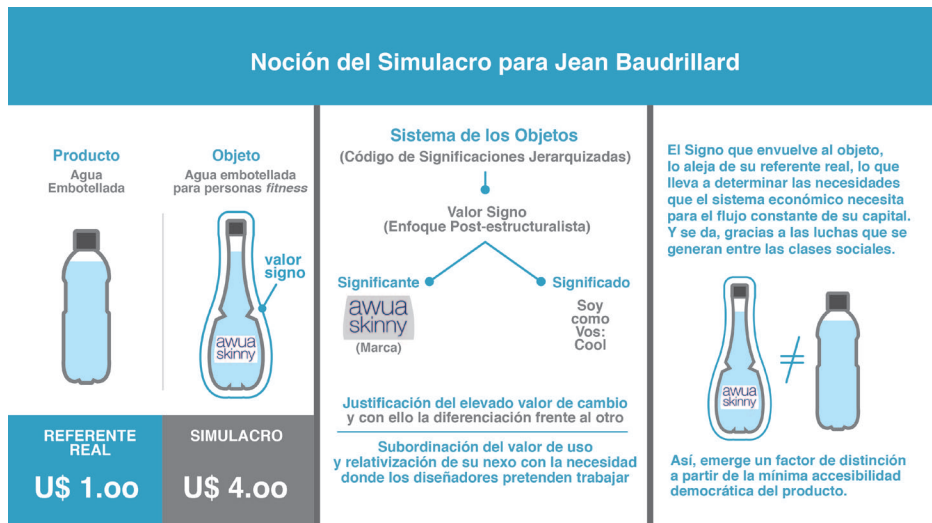 Noción del Simulacro para Jean Baudrillard
Producto
Agua
Embotellada
Objeto
Agua embotellada
para personas fitness
valor
signo
awua
skinny
REFERENTE
REAL
U$ 1.oo
SIMULACRO
U$ 4.oo
Sistema de los Objetos
(Código de Significaciones Jerarquizadas)
Valor Signo
(Enfoque Post-estructuralista)
Significante
awua
skinny
(Marca)
Significado
Soy
como
Vos:
Cool
Justificación del elevado valor de cambio
y con ello la diferenciación frente al otro
Subordinación del valor de uso
y relativización de su nexo con la necesidad
donde los diseñadores pretenden trabajar
El Signo que envuelve al objeto,
lo aleja de su referente real, lo que
lleva a determinar las necesidades
que el sistema económico necesita
para el flujo constante de su capital.
Y se da, gracias a las luchas que se
generan entre las clases sociales.
awua
skinny
≠
Así, emerge un factor de distinción
a partir de la mínima accesibilidad
democrática del producto.